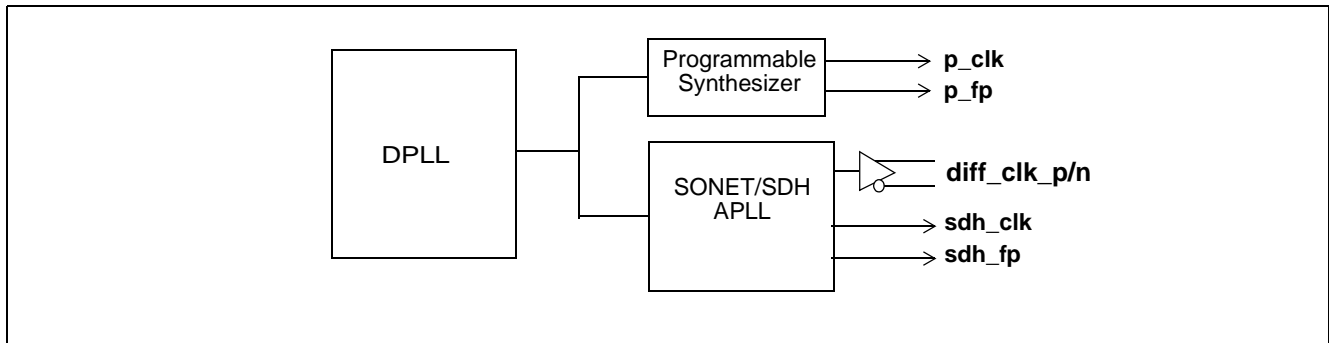 DPLL
Programmable
Synthesizer
p_clk
p_fp
SONET/SDH
APLL
diff_clk_p/n
sdh_clk
sdh_fp